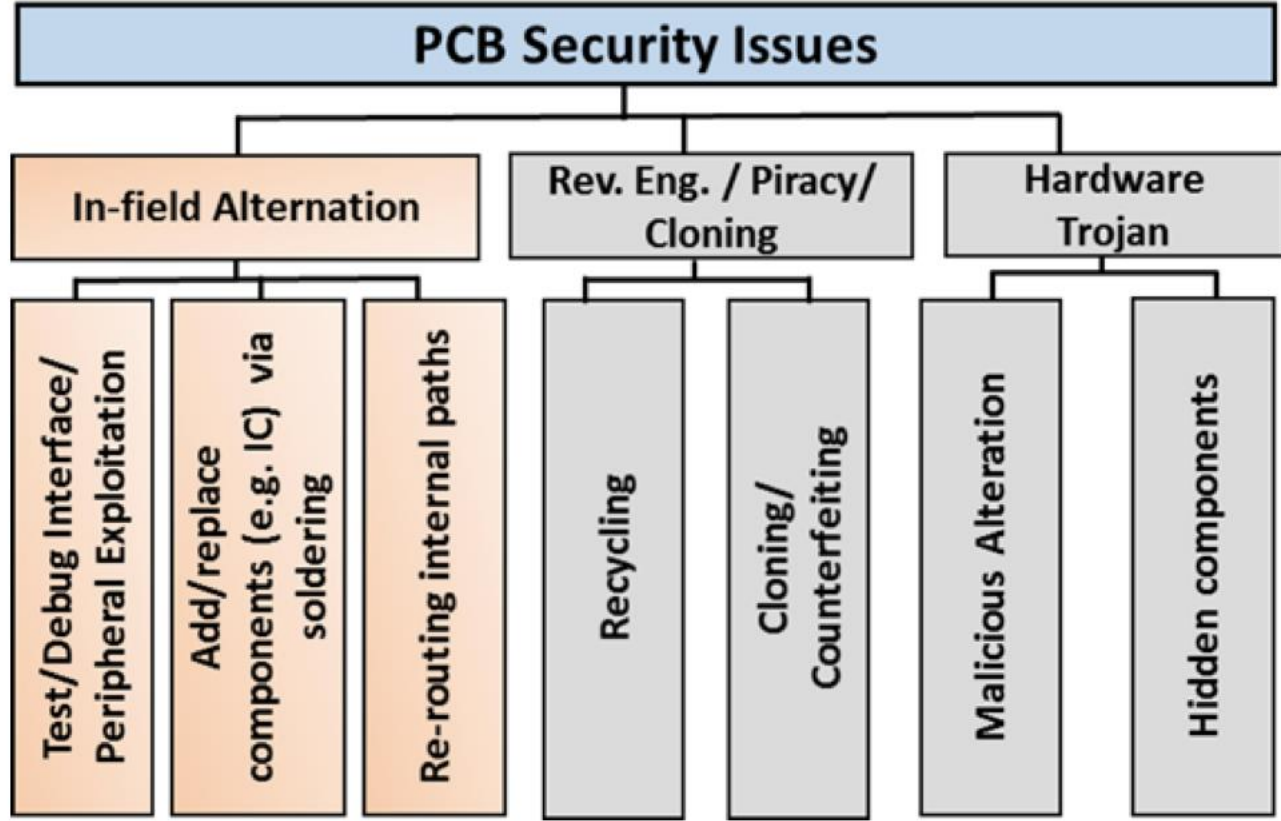 PCB Security Issues
In-field Alternation
Rev. Eng. / Piracy/
Cloning
Hardware
Trojan
Test/Debug Interface/
Peripheral Exploitation
Add/replace
components (e.g. IC) via
soldering
Re-routing internal paths
Recycling
Cloning/
Counterfeiting
Malicious Alteration
Hidden components